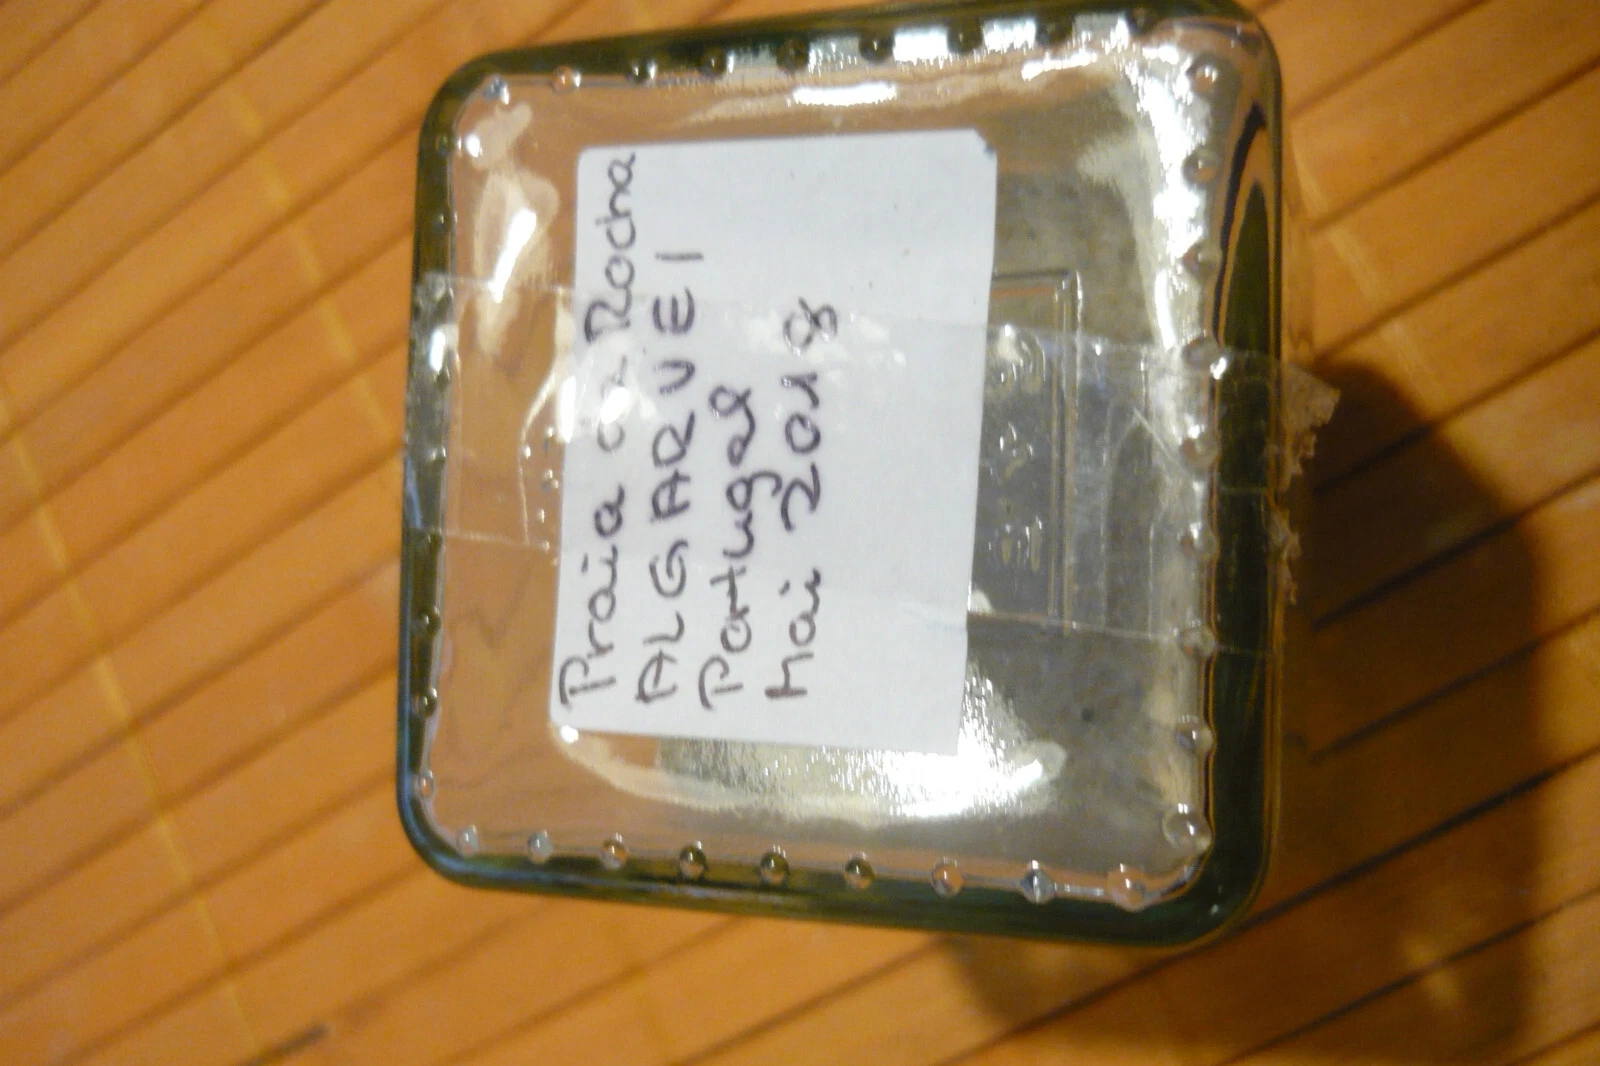 Praia da Rocha
ALGARVE I
Portugal
Mai 2018